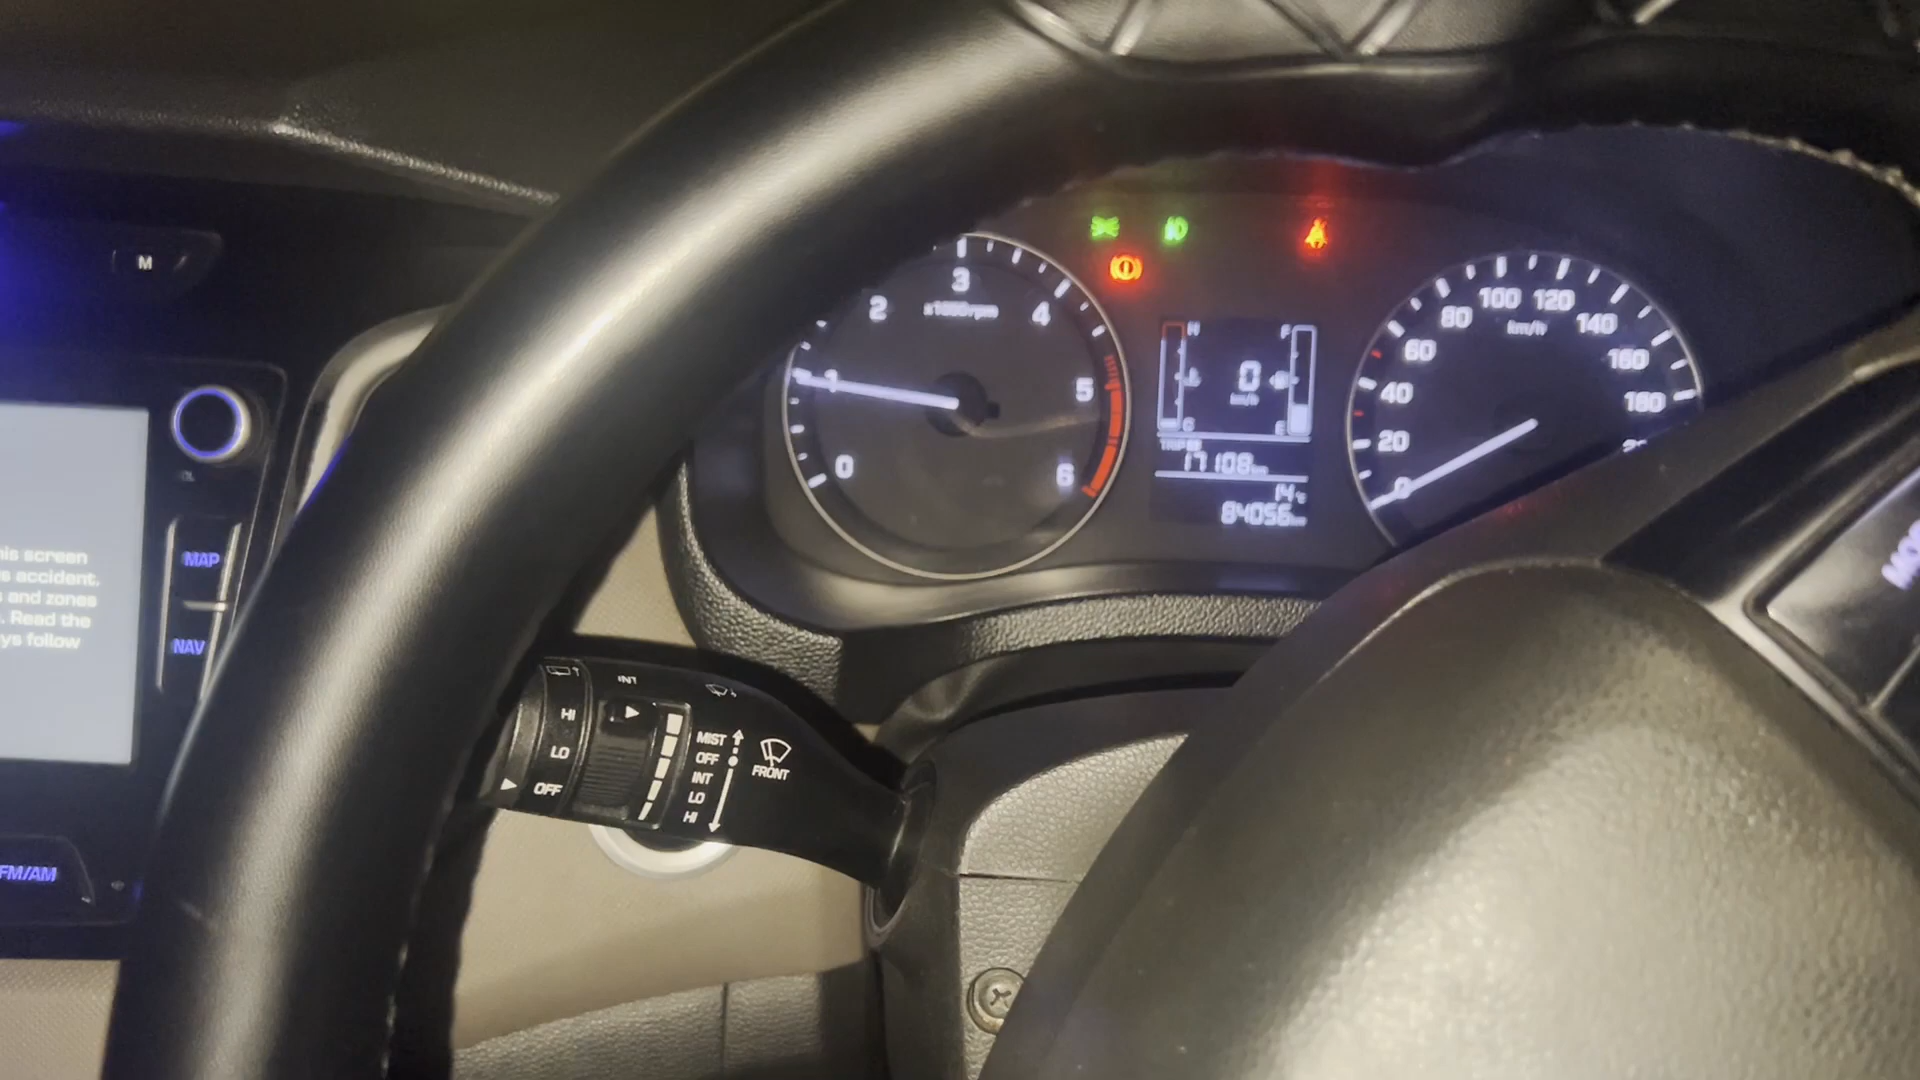 M
MAP
NAV
FM/AM
his screen
s accident.
s and zones
. Read the
ys follow
INT
HI
LO
OFF
MIST
OFF
INT
LO
HI
FRONT
0
1
2
3
4
5
6
x1000rpm
H
C
F
E
0
km/h
TRIP
17108km
14°C
84056km
0
20
40
60
80
100
120
140
160
180
km/h